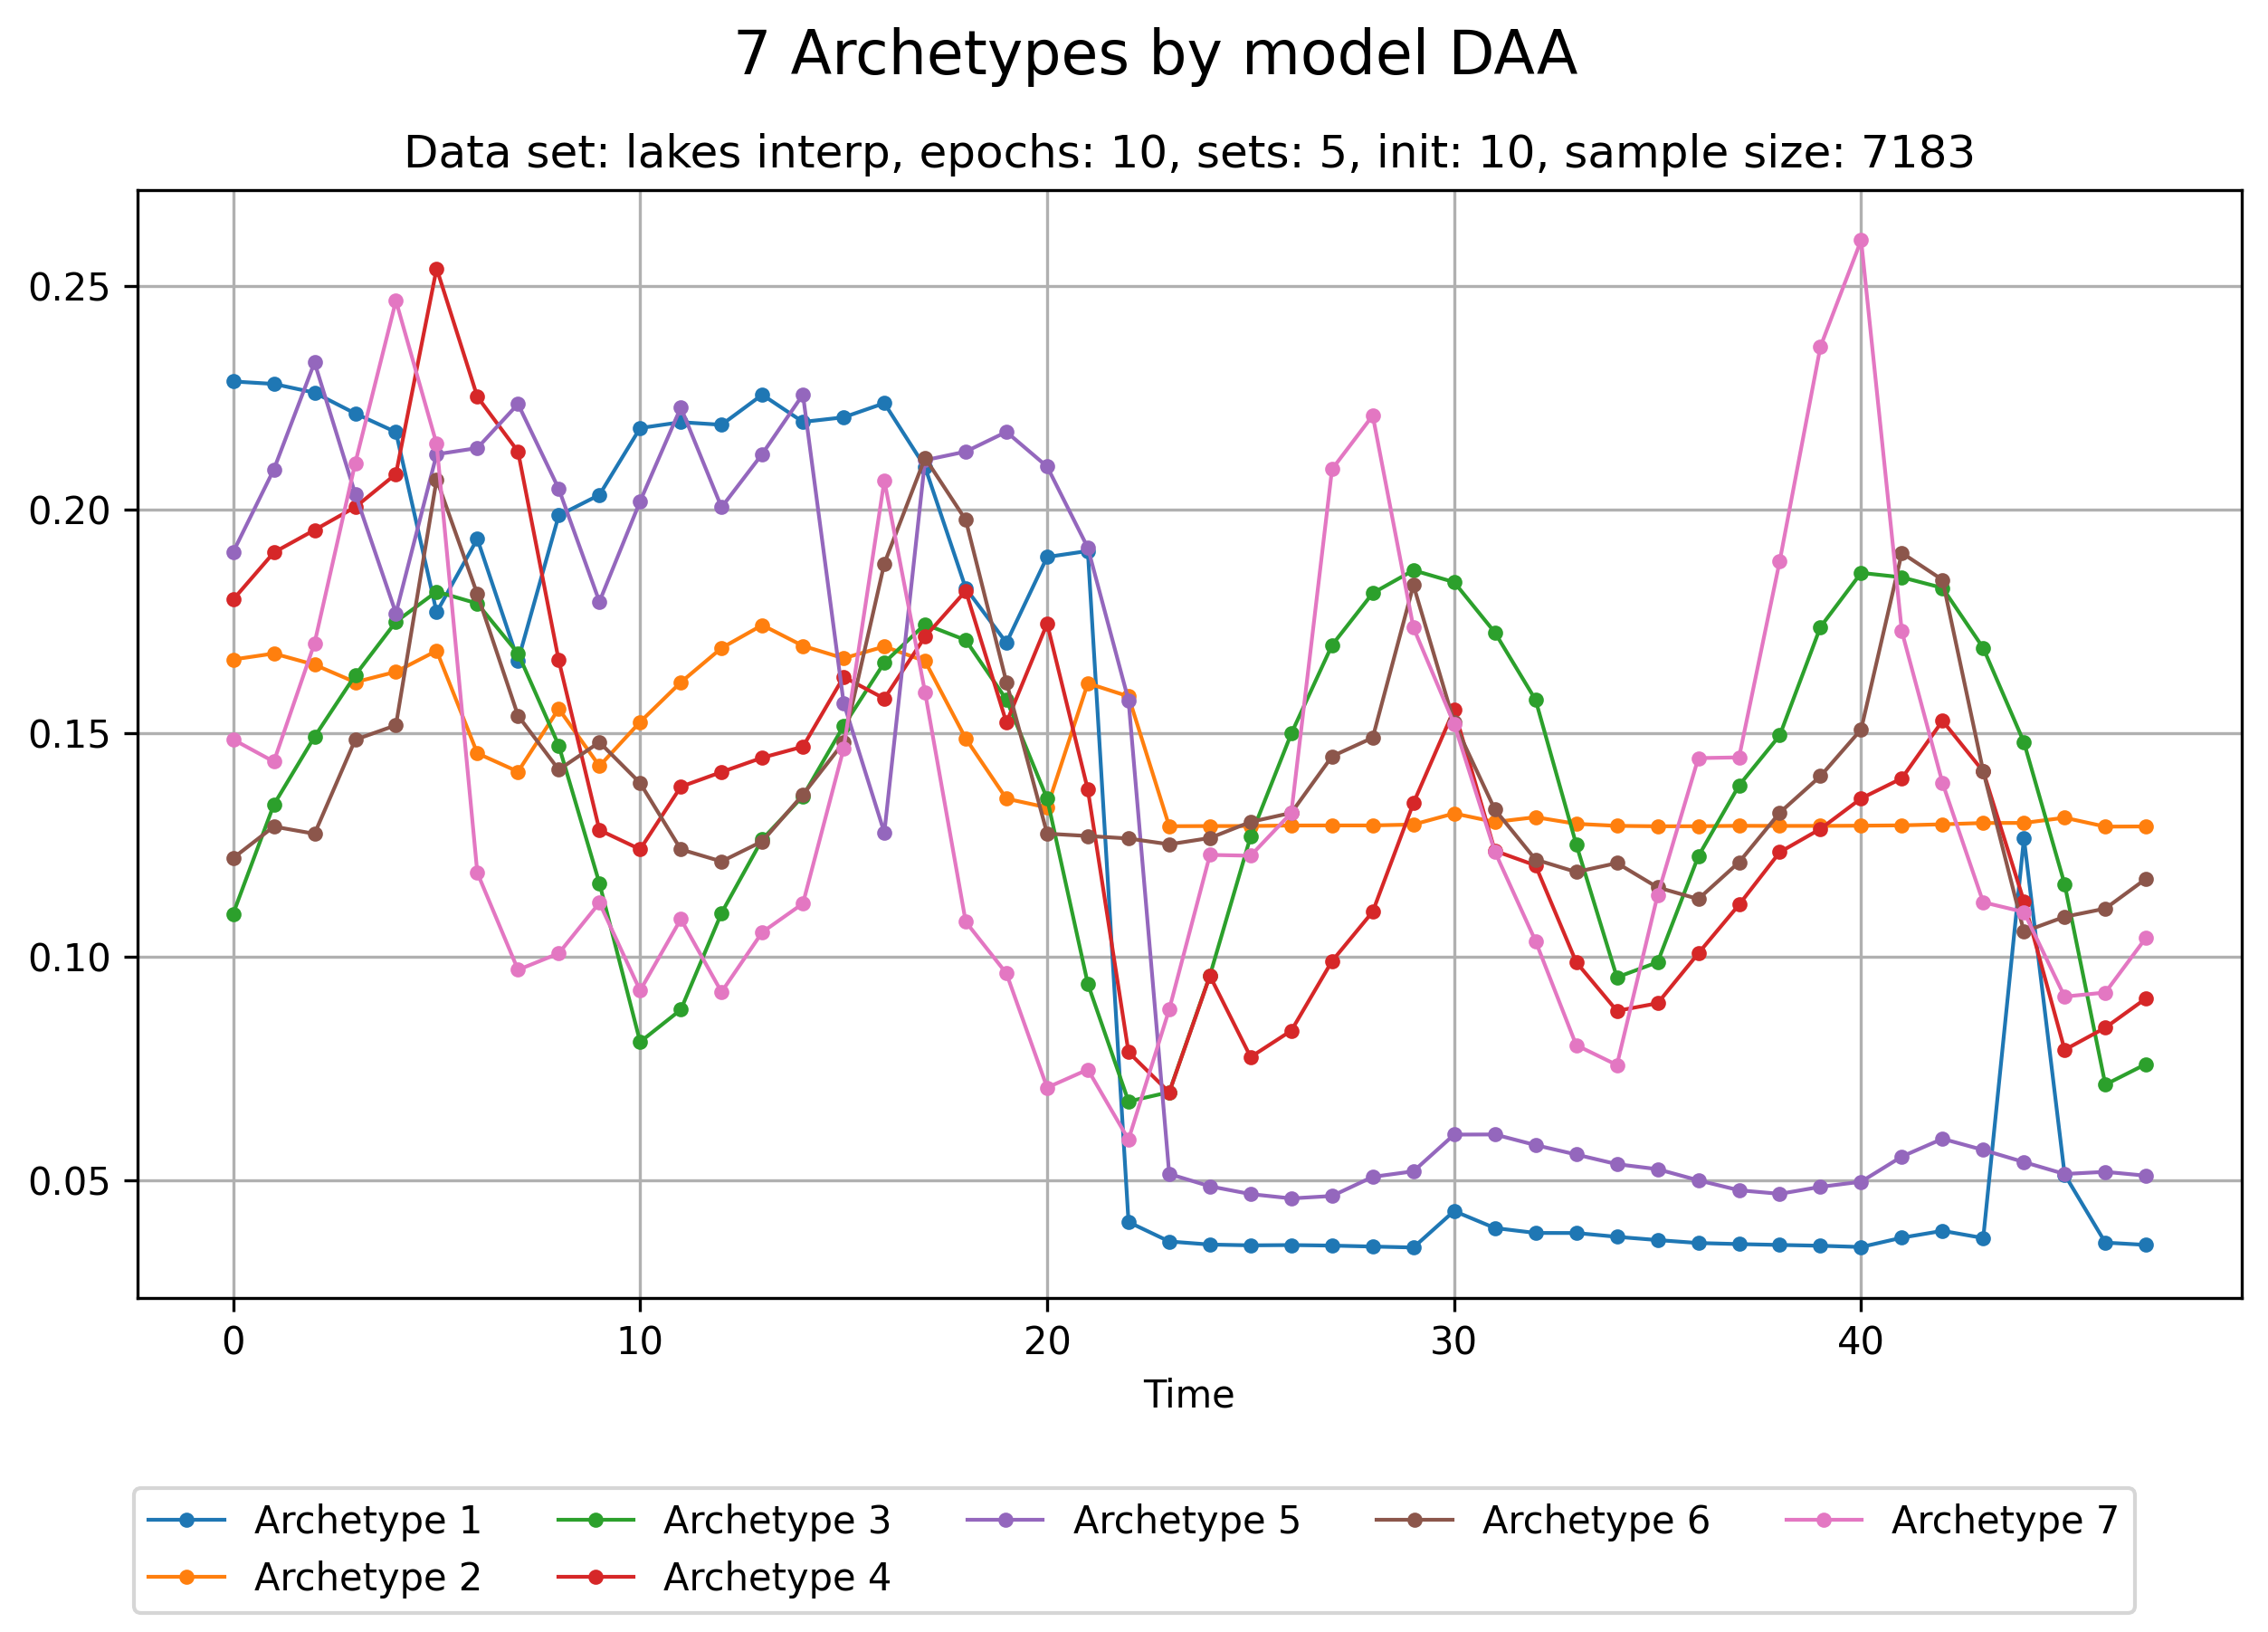 7 Archetypes by model DAA
Data set: lakes interp, epochs: 10, sets: 5, init: 10, sample size: 7183
0.25
0.20
0.15
0.10
0.05
0 10 20 30 40
Time
Archetype 1 Archetype 3 Archetype 5 Archetype 6 Archetype 7
Archetype 2 Archetype 4